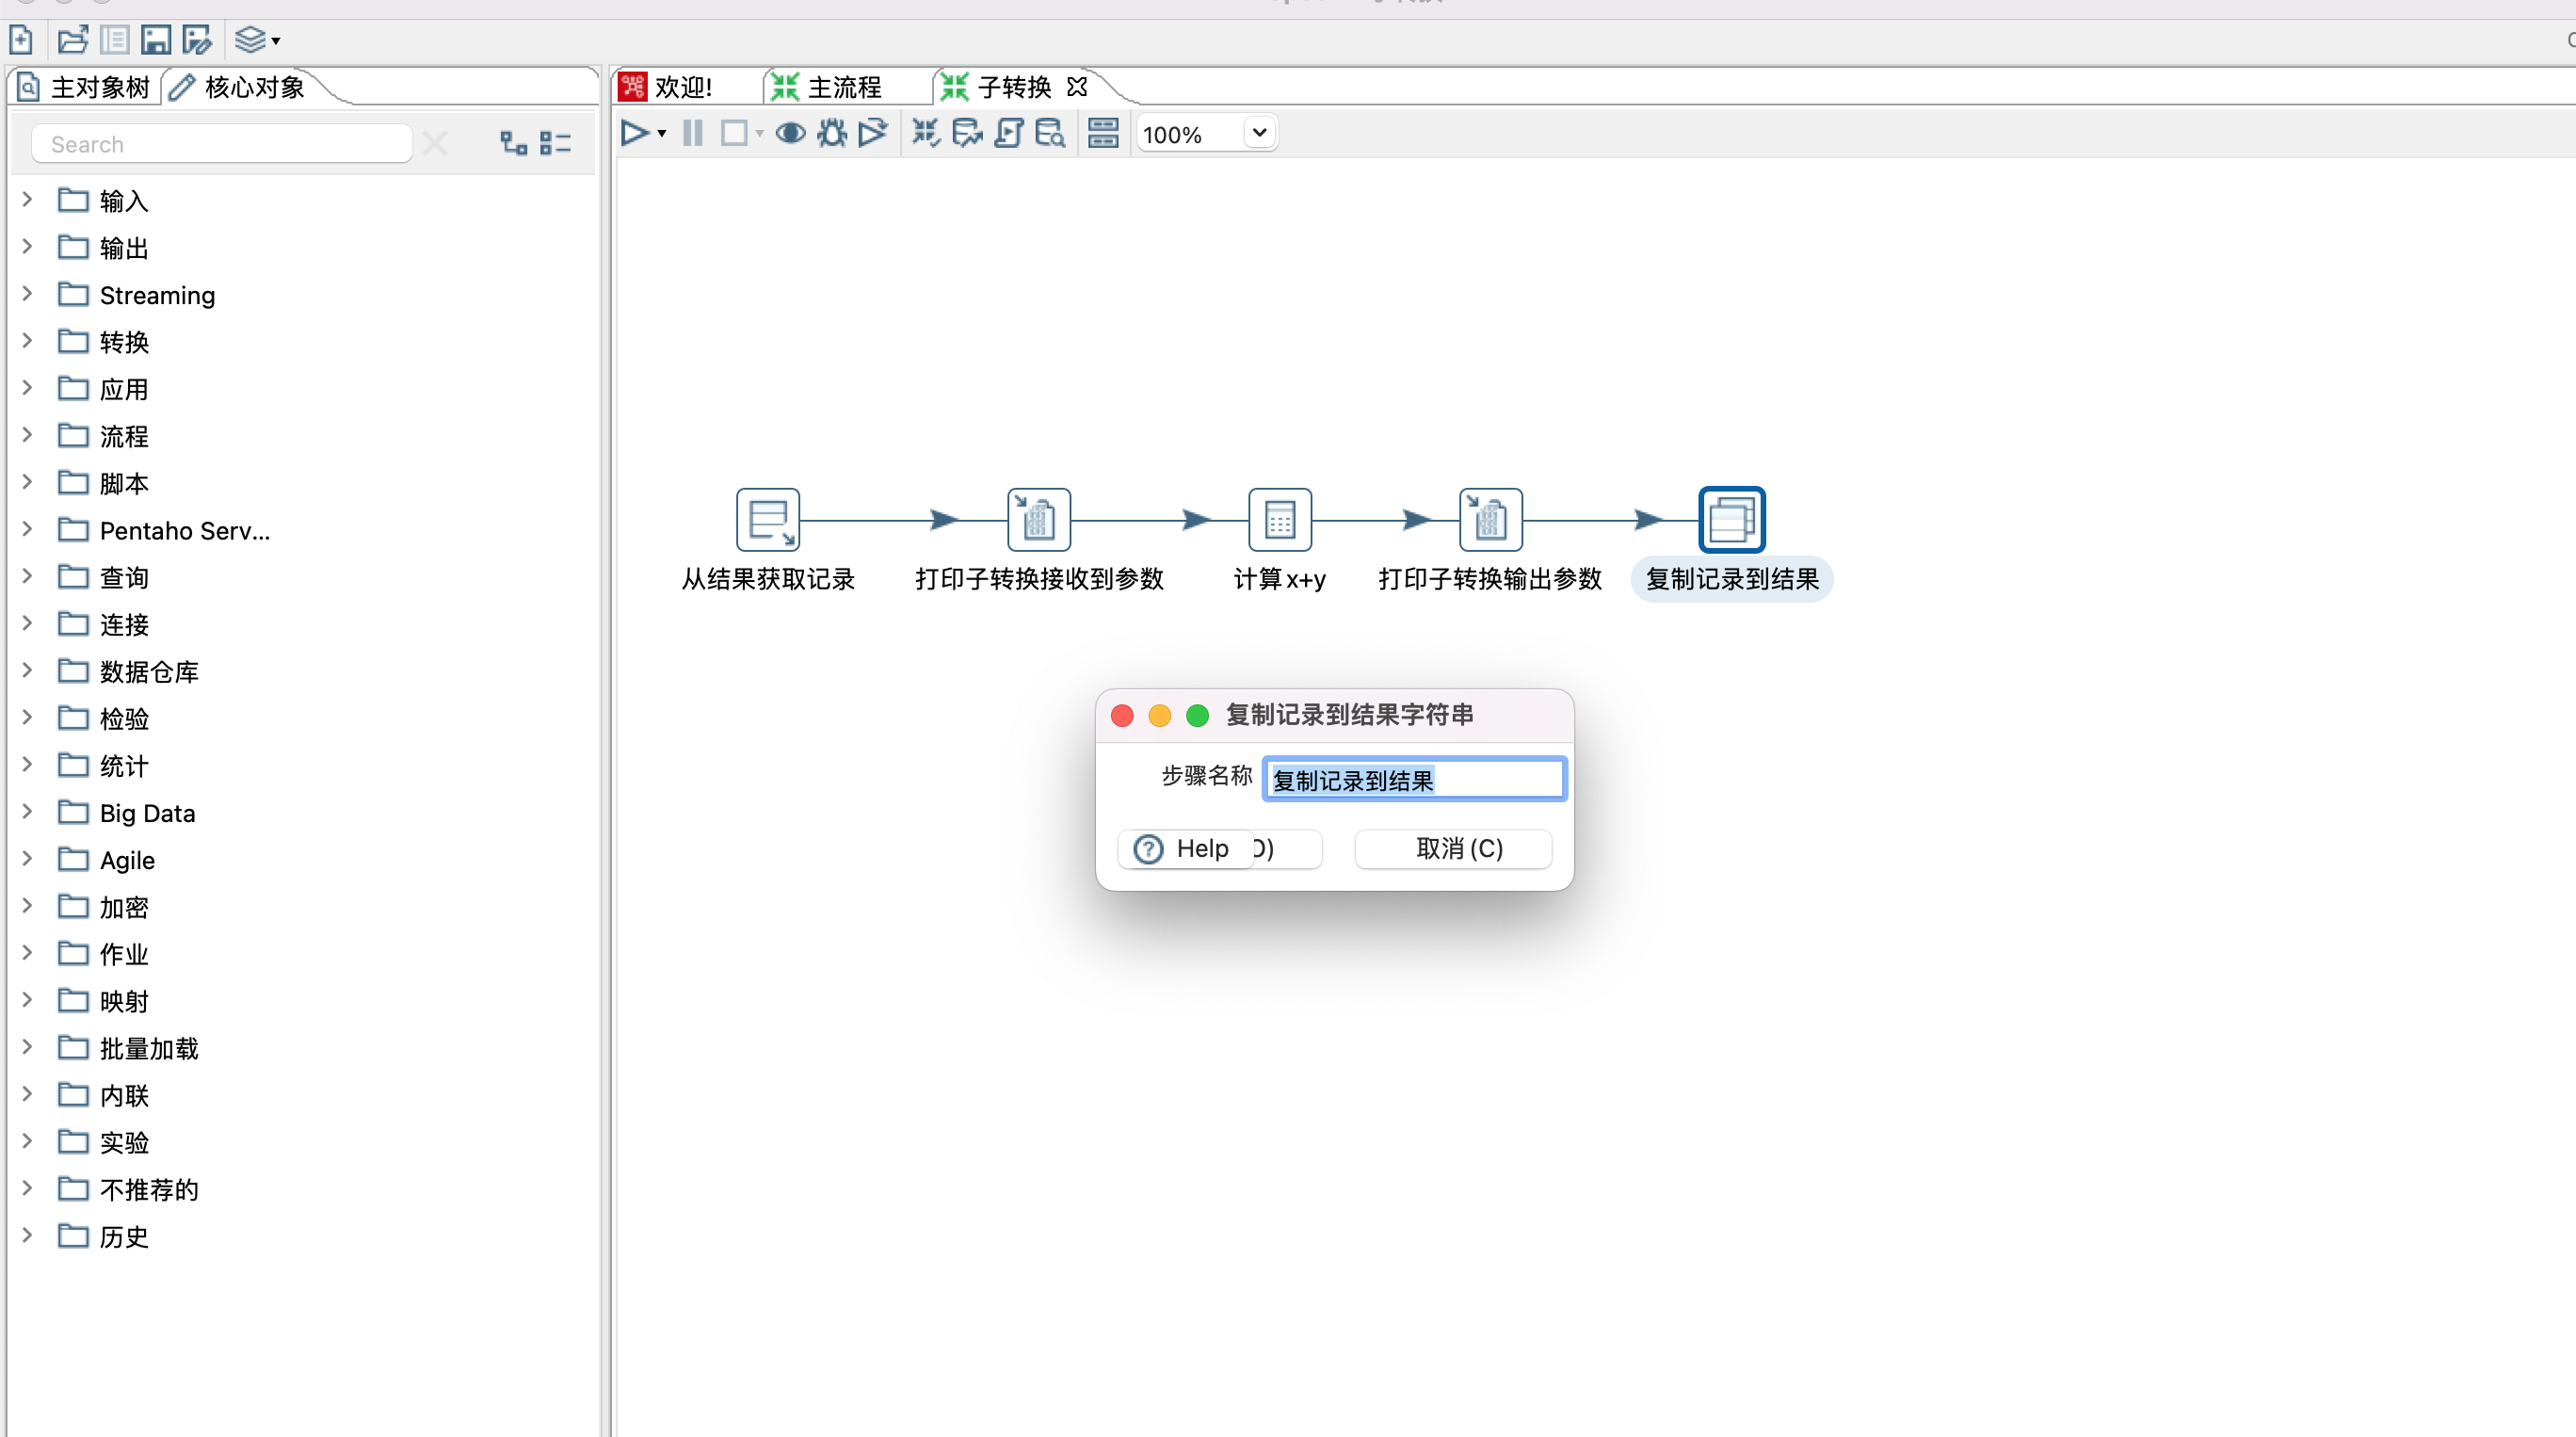 主对象树 核心对象
欢迎! 主流程 子转换
Search
100%
输入
输出
Streaming
转换
应用
流程
脚本
Pentaho Serv...
查询
连接
数据仓库
检验
统计
Big Data
Agile
加密
作业
映射
批量加载
内联
实验
不推荐的
历史
从结果获取记录 打印子转换接收到参数 计算x+y 打印子转换输出参数 复制记录到结果
复制记录到结果字符串
步骤名称 复制记录到结果
Help 取消(C)